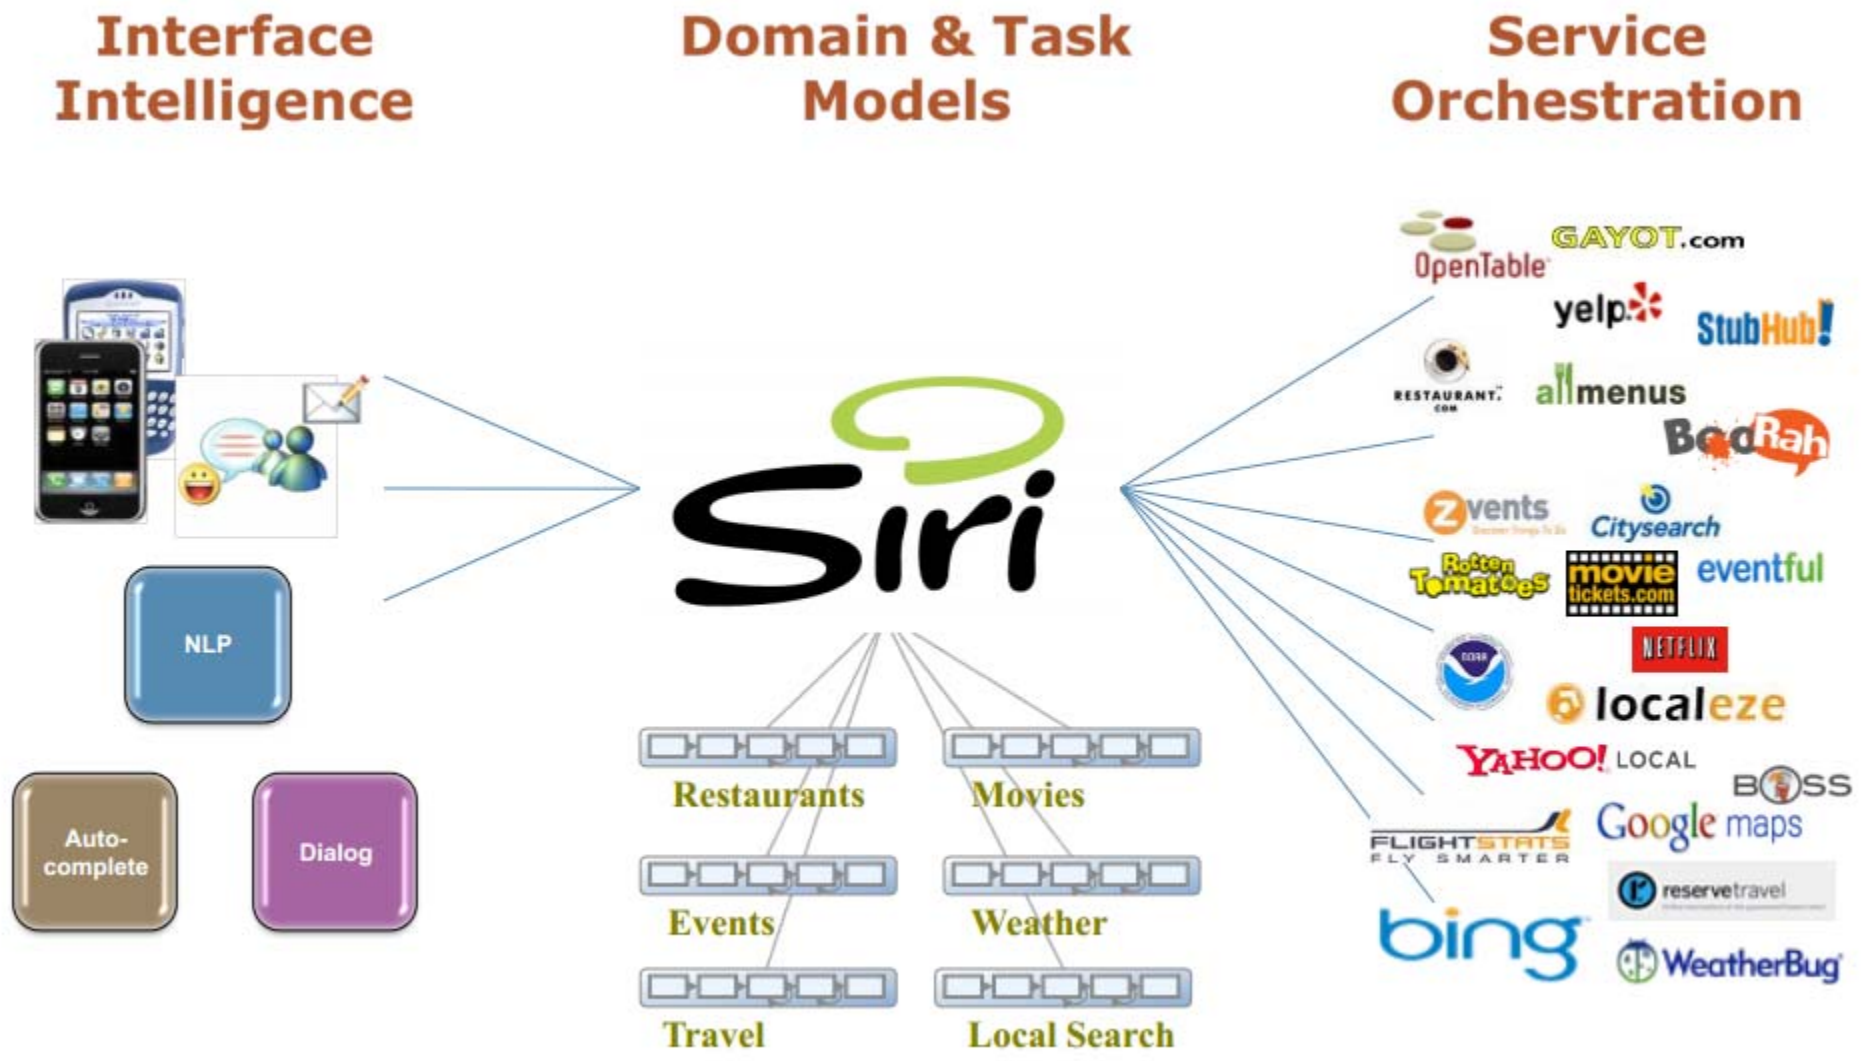 Interface
Intelligence
Domain & Task
Models
Service
Orchestration
NLP
Auto-
complete
Dialog
Siri
Restaurants
Movies
Events
Weather
Travel
Local Search
OpenTable
GAYOT.com
yelp
StubHub!
RESTAURANT.
COM
allmenus
BooRah
zvents
Citysearch
Rotten
Tomatoes
movie
tickets.com
eventful
NOAA
NETFLIX
localeze
YAHOO! LOCAL
BOSS
FLIGHTSTATS
FLY SMARTER
Google maps
reservetravel
bing
WeatherBug